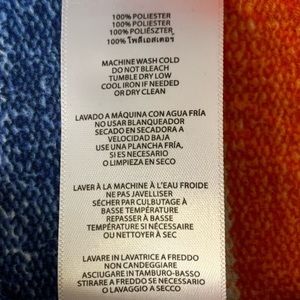 100% POLIESTER
100% POLIESTER
100% POLIÉSZTER
100% โพลีเอสเตอร์
MACHINE WASH COLD
DO NOT BLEACH
TUMBLE DRY LOW
COOL IRON IF NEEDED
OR DRY CLEAN
LAVADO A MÁQUINA CON AGUA FRÍA
NO USAR BLANQUEADOR
SECADO EN SECADORA A
VELOCIDAD BAJA
USE UNA PLANCHA FRÍA,
SI ES NECESARIO
O LIMPIEZA EN SECO
LAVER À LA MACHINE À L'EAU FROIDE
NE PAS JAVELLISER
SÉCHER PAR CULBUTAGE À
BASSE TEMPÉRATURE
REPASSER À BASSE
TEMPÉRATURE SI NÉCESSAIRE
OU NETTOYER À SEC
LAVARE IN LAVATRICE A FREDDO
NON CANDEGGIARE
ASCIUGARE IN TAMBURO-BASSO
STIRARE A FREDDO SE NECESSARIO
O LAVAGGIO A SECCO